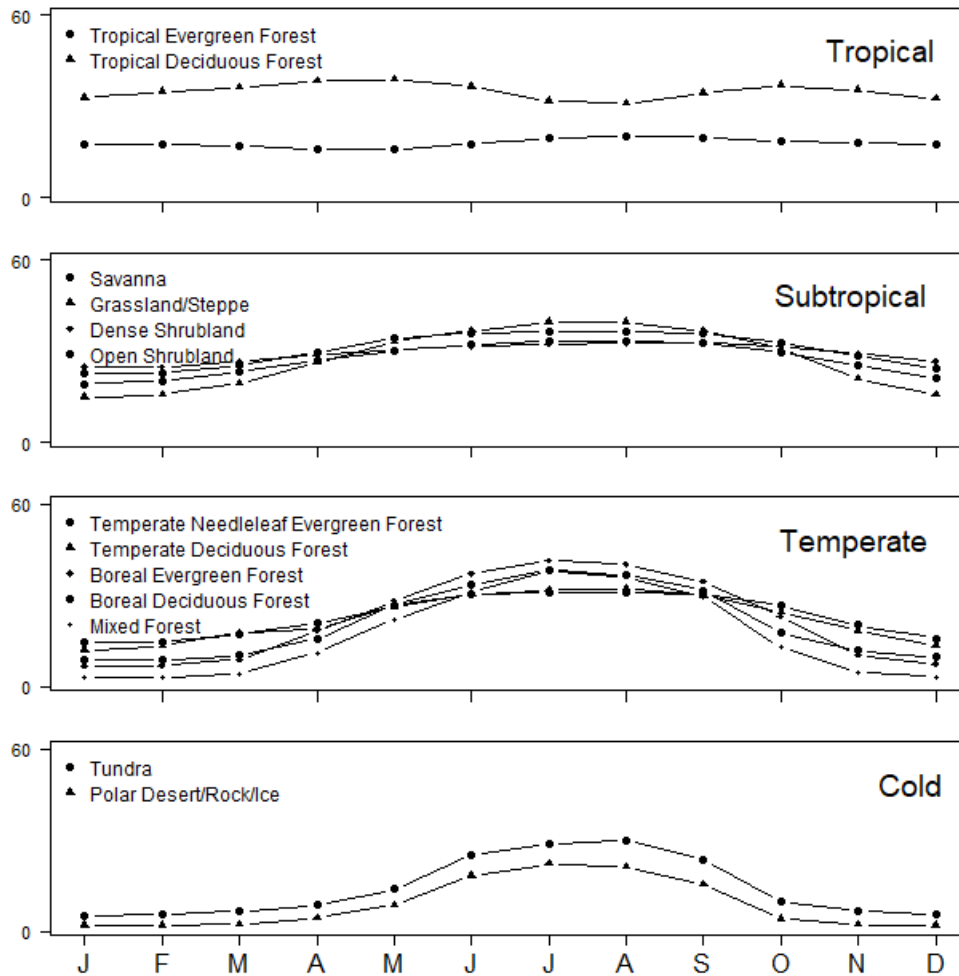 60
Tropical Evergreen Forest
Tropical Deciduous Forest
Tropical
0
60
Savanna
Grassland/Steppe
Dense Shrubland
Open Shrubland
Subtropical
0
60
Temperate Needleleaf Evergreen Forest
Temperate Deciduous Forest
Boreal Evergreen Forest
Boreal Deciduous Forest
Mixed Forest
Temperate
0
60
Tundra
Polar Desert/Rock/Ice
Cold
0
J F M A M J J A S O N D